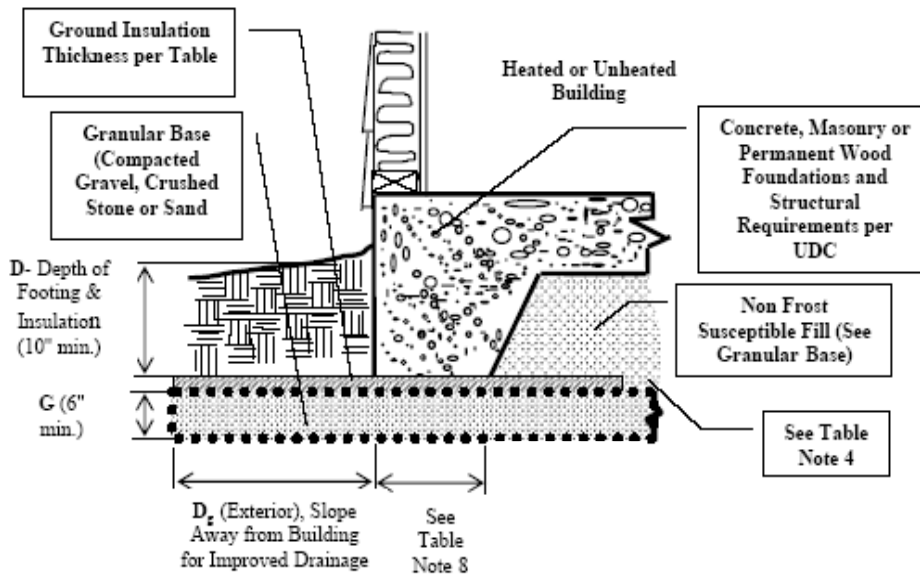 Ground Insulation
Thickness per Table
Heated or Unheated
Building
Granular Base
(Compacted
Gravel, Crushed
Stone or Sand
Concrete, Masonry or
Permanent Wood
Foundations and
Structural
Requirements per
UDC
D- Depth of
Footing &
Insulation
(10" min.)
Non Frost
Susceptible Fill (See
Granular Base)
G (6"
min.)
See Table
Note 4
Dg (Exterior), Slope
Away from Building
for Improved Drainage
See
Table
Note 8